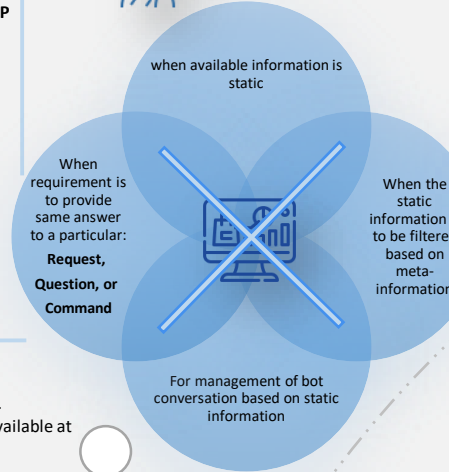 P
when available information is
static
When
requirement is
to provide
same answer
to a particular:
Request,
Question, or
Command
When the
static
information
to be filtere
based on
meta-
information
For management of bot
conversation based on static
information
vailable at